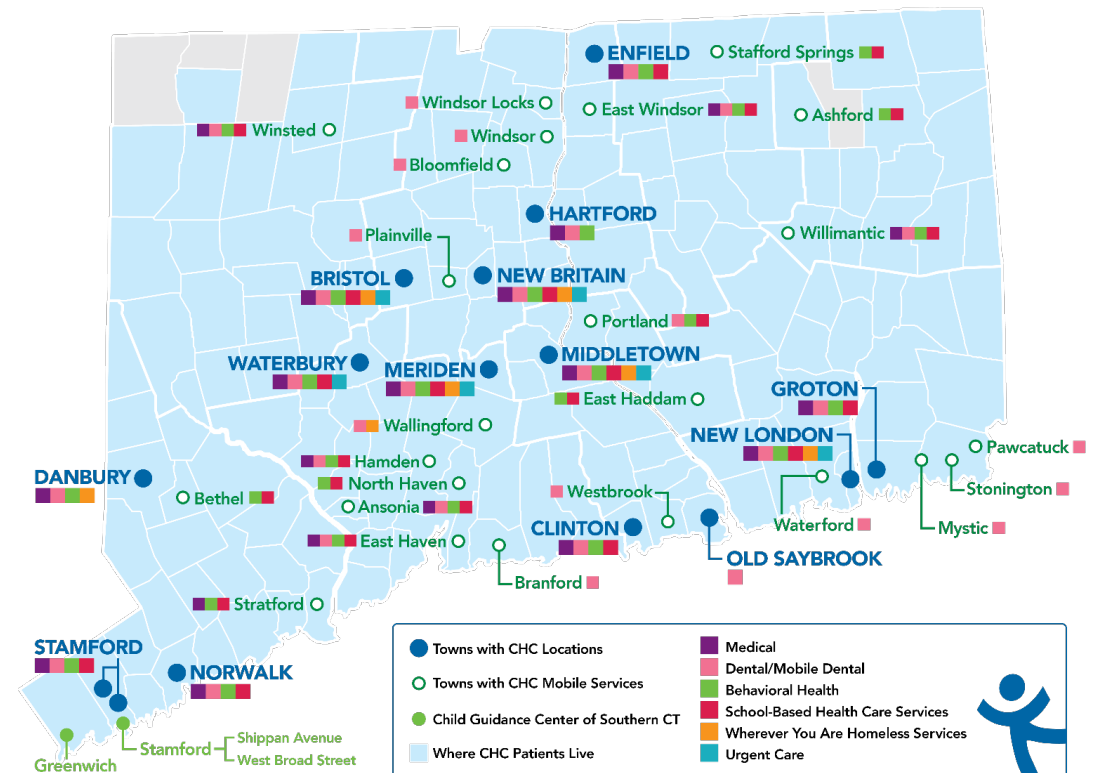 ENFIELD
Stafford Springs
Windsor Locks
East Windsor
Ashford
Winsted
Windsor
Bloomfield
HARTFORD
Plainville
Willimantic
BRISTOL
NEW BRITAIN
Portland
WATERBURY
MERIDEN
MIDDLETOWN
GROTON
East Haddam
Wallingford
NEW LONDON
Pawcatuck
Hamden
DANBURY
North Haven
Bethel
Westbrook
Stonington
Ansonia
Waterford
Mystic
CLINTON
East Haven
OLD SAYBROOK
Branford
Stratford
STAMFORD
NORWALK
Stamford
Shippan Avenue
West Broad Street
Greenwich
Towns with CHC Locations
Towns with CHC Mobile Services
Child Guidance Center of Southern CT
Where CHC Patients Live
Medical
Dental/Mobile Dental
Behavioral Health
School-Based Health Care Services
Wherever You Are Homeless Services
Urgent Care